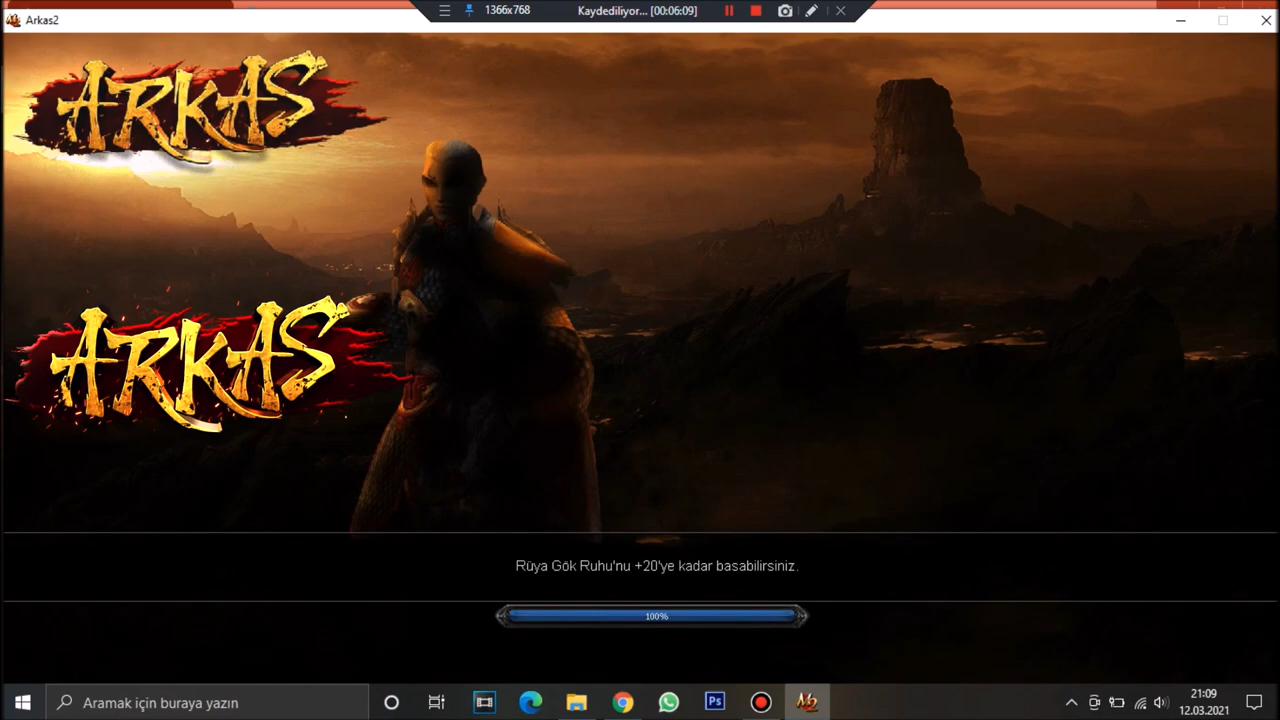 1366x768 Kaydediliyor... [00:06:09]
Arkas2
ARKAS
ARKAS
Rüya Gök Ruhu'nu +20'ye kadar basabilirsiniz.
100%
Aramak için buraya yazın
Ps
21:09
12.03.2021